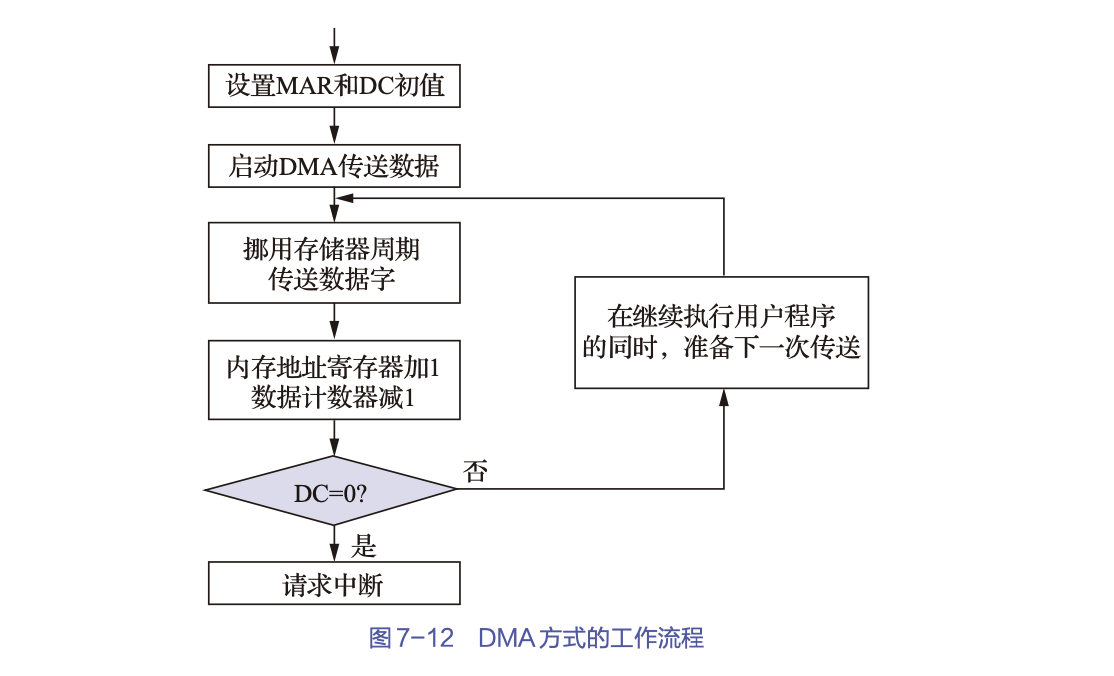 设置MAR和DC初值
启动DMA传送数据
挪用存储器周期
传送数据字
在继续执行用户程序
的同时，准备下一次传送
内存地址寄存器加1
数据计数器减1
否
DC=0?
是
请求中断
图7-12 DMA方式的工作流程